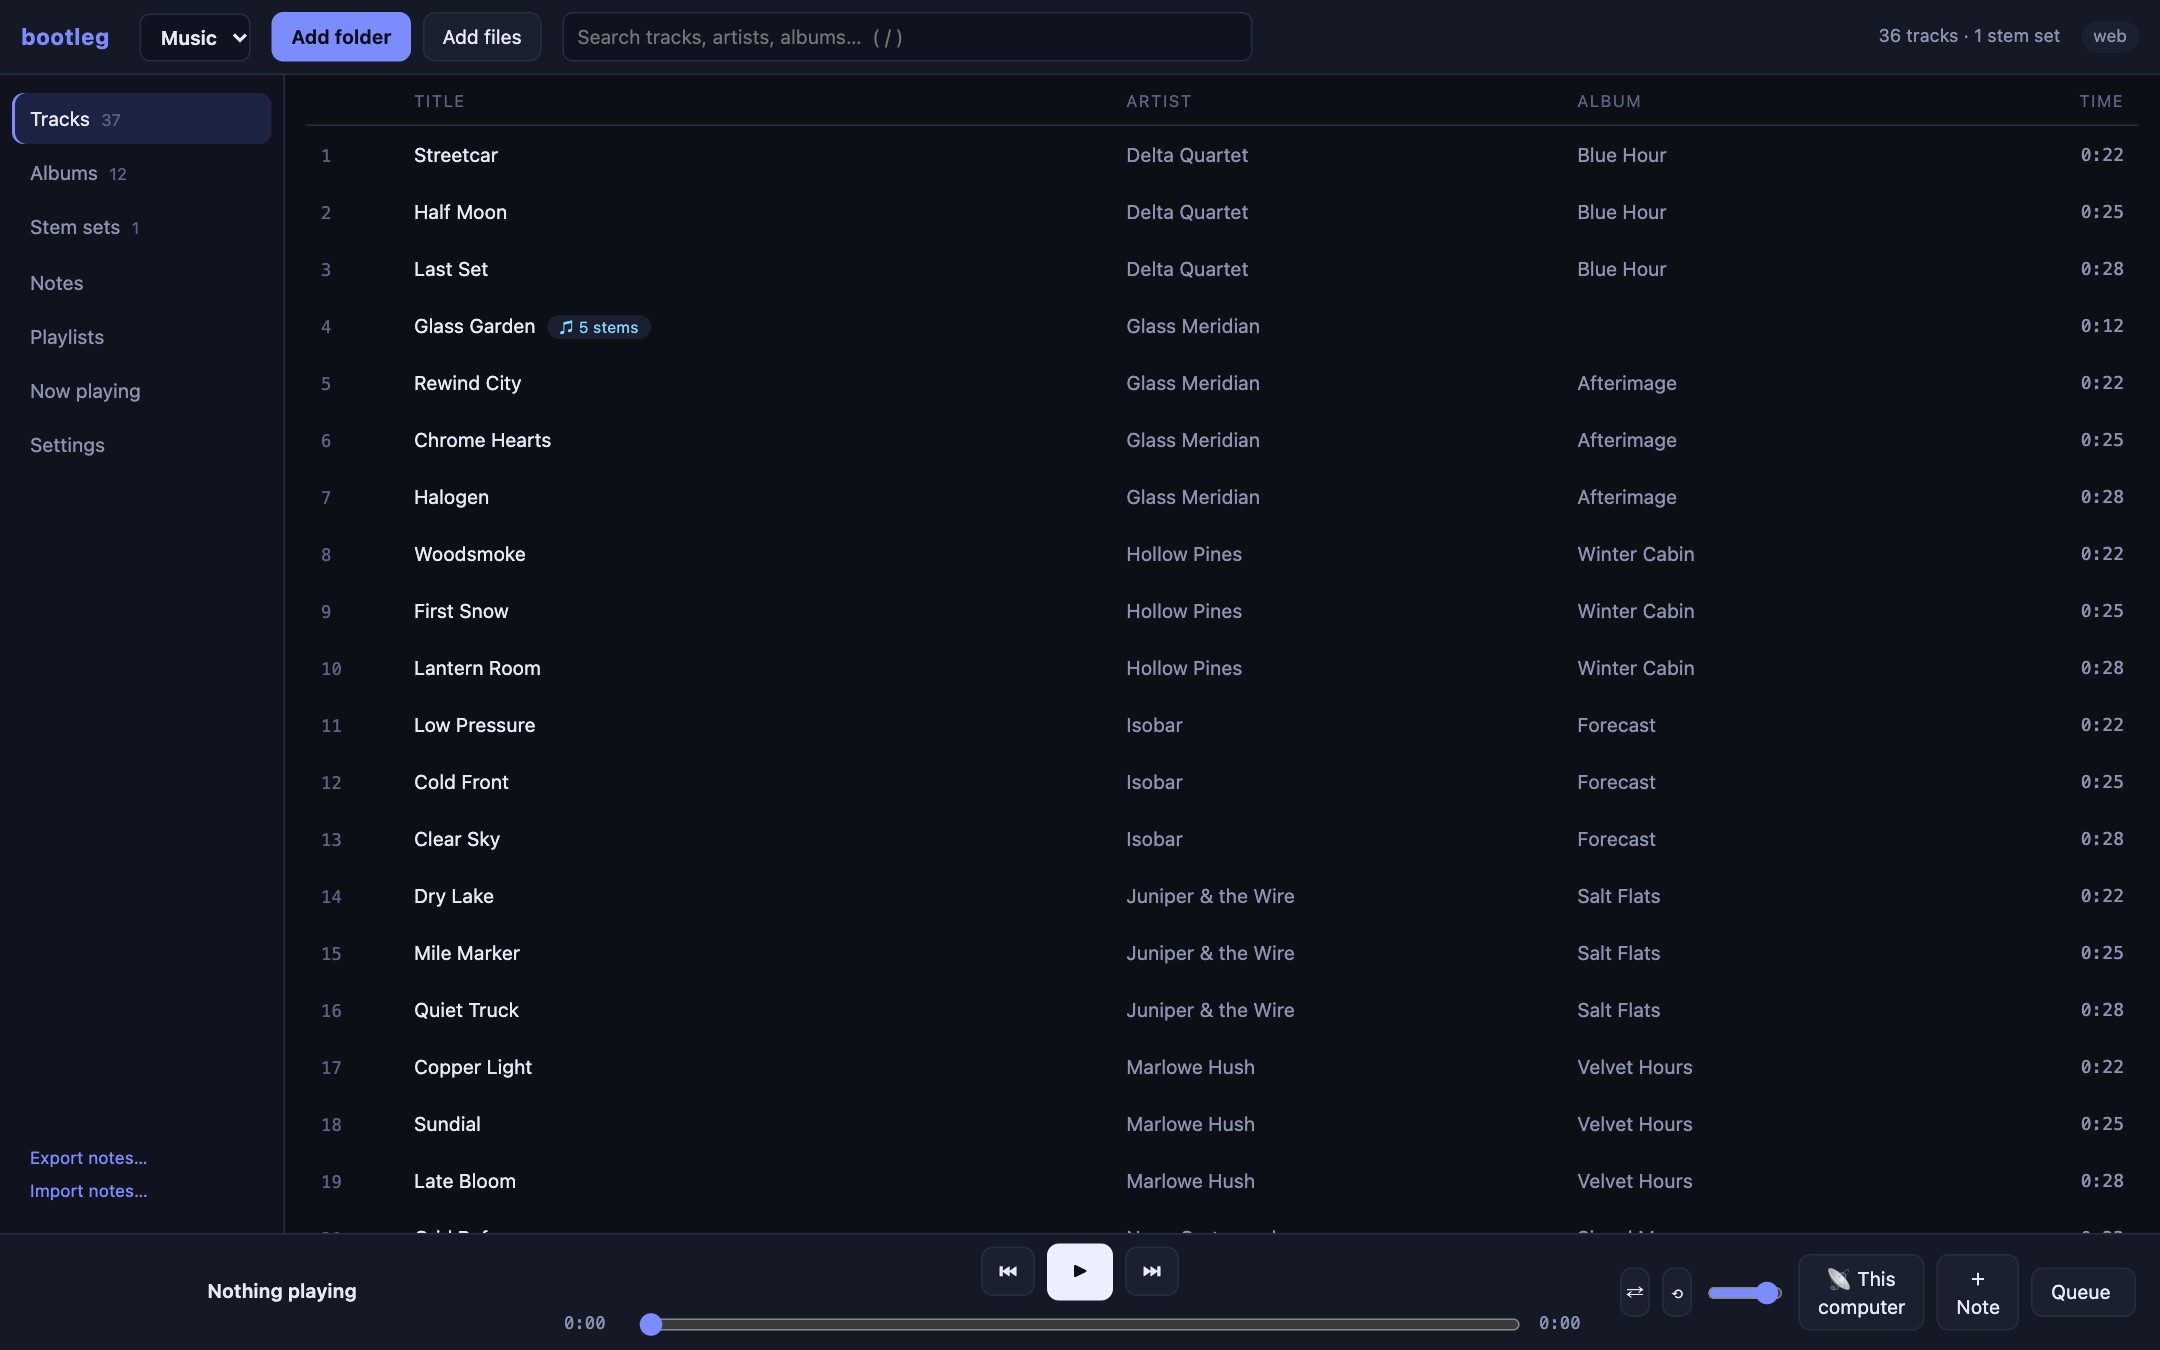 bootleg Music Add folder Add files Search tracks, artists, albums... ( / ) 36 tracks · 1 stem set web
Tracks 37
Albums 12
Stem sets 1
Notes
Playlists
Now playing
Settings
Export notes...
Import notes...
TITLE ARTIST ALBUM TIME
1 Streetcar Delta Quartet Blue Hour 0:22
2 Half Moon Delta Quartet Blue Hour 0:25
3 Last Set Delta Quartet Blue Hour 0:28
4 Glass Garden 5 stems Glass Meridian 0:12
5 Rewind City Glass Meridian Afterimage 0:22
6 Chrome Hearts Glass Meridian Afterimage 0:25
7 Halogen Glass Meridian Afterimage 0:28
8 Woodsmoke Hollow Pines Winter Cabin 0:22
9 First Snow Hollow Pines Winter Cabin 0:25
10 Lantern Room Hollow Pines Winter Cabin 0:28
11 Low Pressure Isobar Forecast 0:22
12 Cold Front Isobar Forecast 0:25
13 Clear Sky Isobar Forecast 0:28
14 Dry Lake Juniper & the Wire Salt Flats 0:22
15 Mile Marker Juniper & the Wire Salt Flats 0:25
16 Quiet Truck Juniper & the Wire Salt Flats 0:28
17 Copper Light Marlowe Hush Velvet Hours 0:22
18 Sundial Marlowe Hush Velvet Hours 0:25
19 Late Bloom Marlowe Hush Velvet Hours 0:28
Nothing playing
0:00 0:00
This
computer
+
Note
Queue